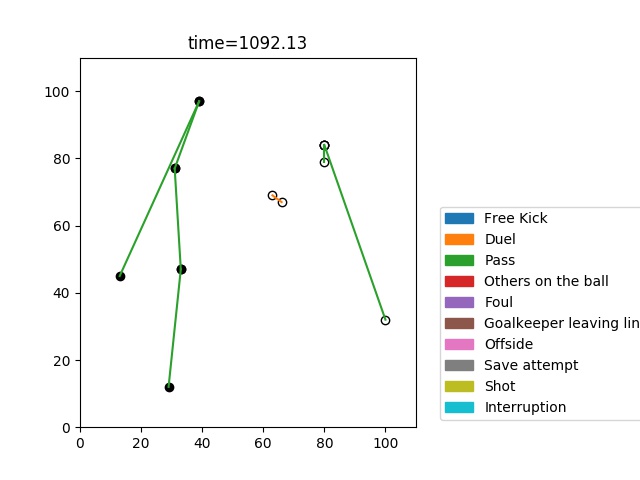 time=1092.13
100
80
60
40
20
0
0 20 40 60 80 100
Free Kick
Duel
Pass
Others on the ball
Foul
Goalkeeper leaving lin
Offside
Save attempt
Shot
Interruption